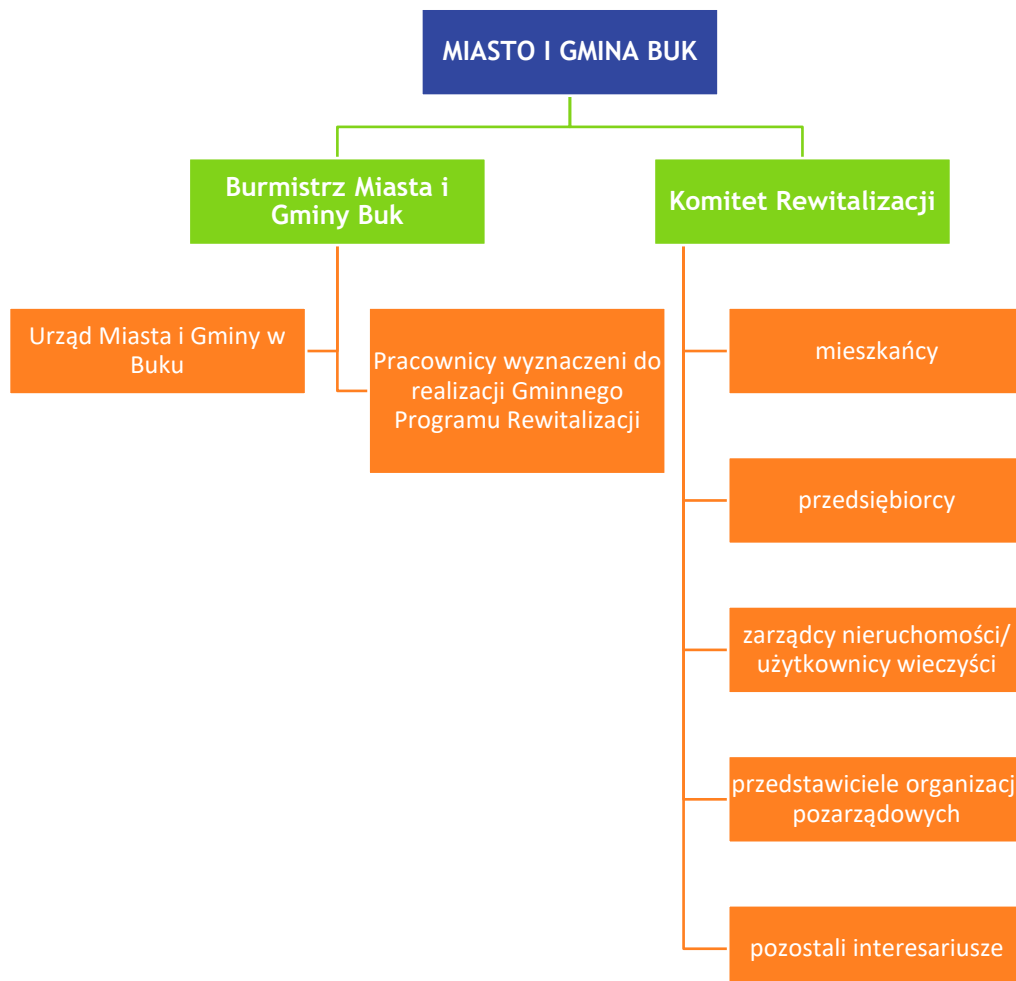 MIASTO I GMINA BUK
Burmistrz Miasta i
Gminy Buk
Komitet Rewitalizacji
Urząd Miasta i Gminy w
Buku
Pracownicy wyznaczeni do
realizacji Gminnego
Programu Rewitalizacji
mieszkańcy
przedsiębiorcy
zarządcy nieruchomości/
użytkownicy wieczyści
przedstawiciele organizacj
pozarządowych
pozostali interesariusze